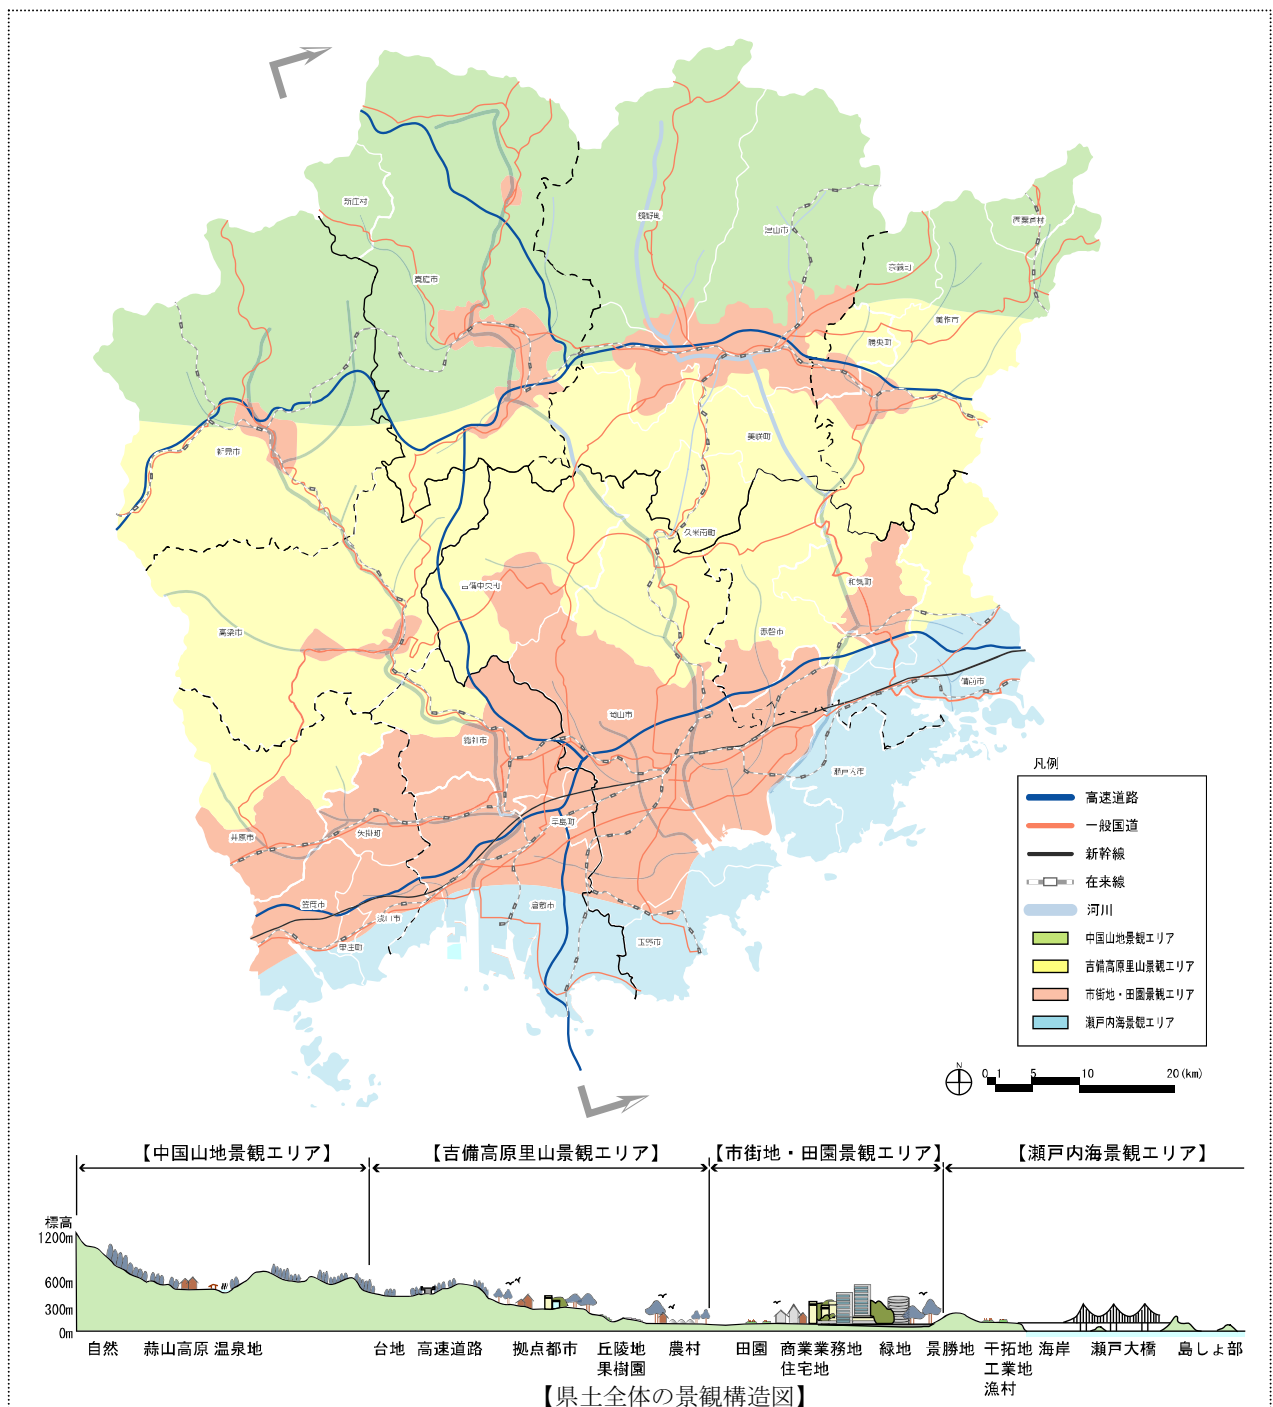 新庄村
鏡野町
津山市
西粟倉村
奈義町
真庭市
美作市
勝央町
新見市
美咲町
久米南町
吉備中央町
和気町
高梁市
赤磐市
備前市
岡山市
総社市
瀬戸内市
井原市
矢掛町
早島町
笠岡市
浅口市
倉敷市
里庄町
玉野市
凡例
高速道路
一般国道
新幹線
在来線
河川
中国山地景観エリア
吉備高原里山景観エリア
市街地・田園景観エリア
瀬戸内海景観エリア
N
0 1 5 10 20(km)
【中国山地景観エリア】 【吉備高原里山景観エリア】 【市街地・田園景観エリア】 【瀬戸内海景観エリア】
標高
1200m
600m
300m
0m
自然 蒜山高原 温泉地 台地 高速道路 拠点都市 丘陵地 農村 田園 商業業務地 緑地 景勝地 干拓地 海岸 瀬戸大橋 島しょ部
果樹園 住宅地 工業地
漁村
【県土全体の景観構造図】